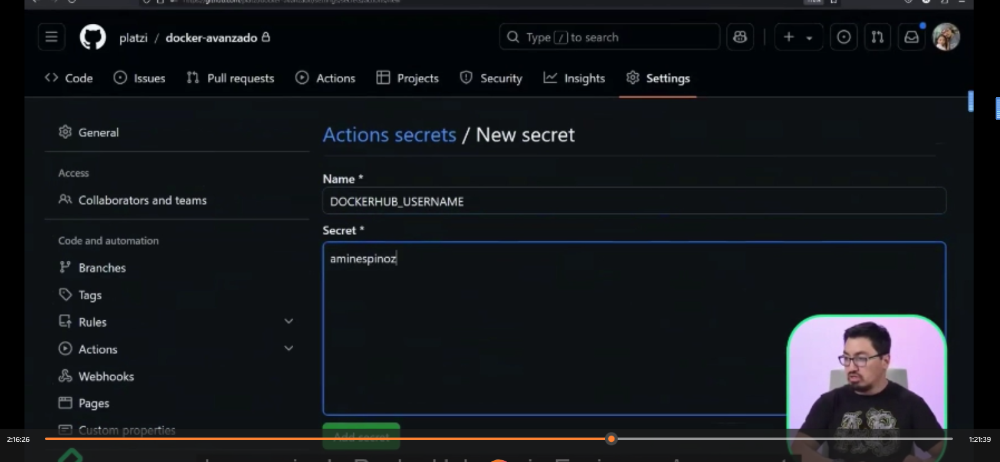 platzi / docker-avanzado
Type / to search
Code
Issues
Pull requests
Actions
Projects
Security
Insights
Settings
General
Access
Collaborators and teams
Code and automation
Branches
Tags
Rules
Actions
Webhooks
Pages
Custom properties
Actions secrets / New secret
Name *
DOCKERHUB_USERNAME
Secret *
aminespinoz
Add secret
2:16:26
1:21:39